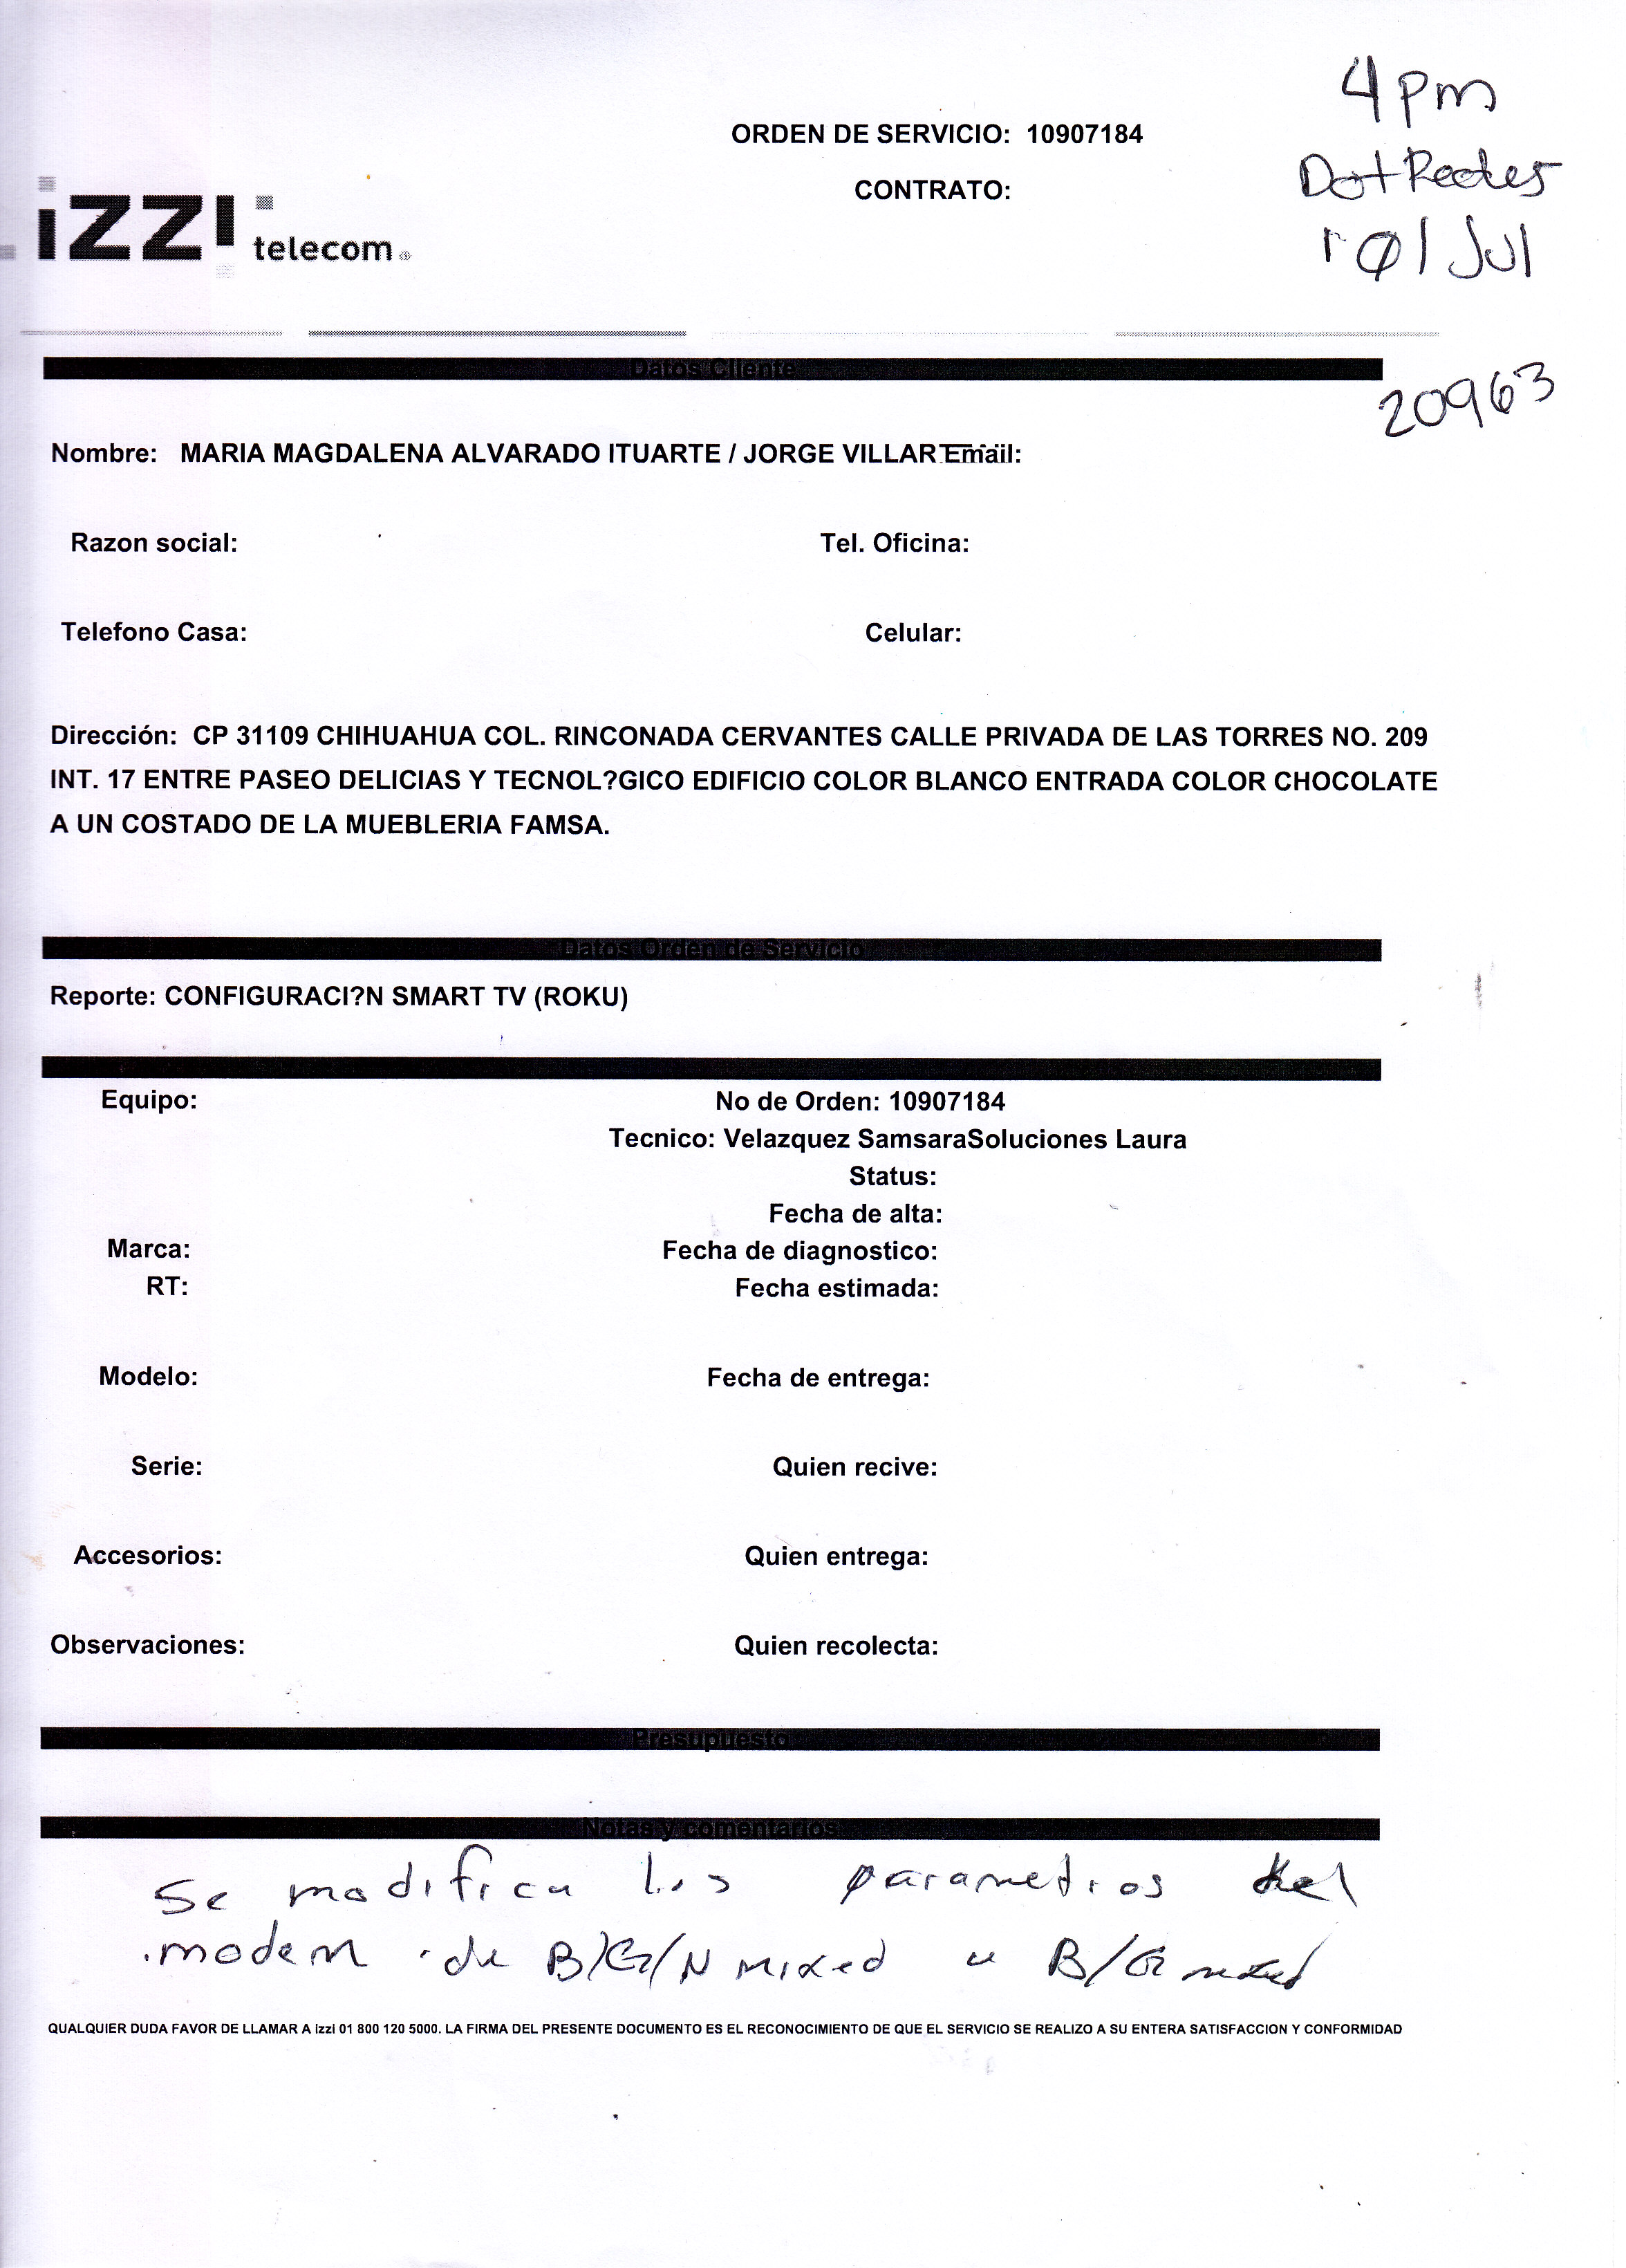 4 pm
ORDEN DE SERVICIO: 10907184
CONTRATO:
01 Jul
izzi telecom
Datos Cliente
20963
Nombre: MARIA MAGDALENA ALVARADO ITUARTE / JORGE VILLAR Email:
Razon social: Tel. Oficina:
Telefono Casa: Celular:
Dirección: CP 31109 CHIHUAHUA COL. RINCONADA CERVANTES CALLE PRIVADA DE LAS TORRES NO. 209
INT. 17 ENTRE PASEO DELICIAS Y TECNOL?GICO EDIFICIO COLOR BLANCO ENTRADA COLOR CHOCOLATE
A UN COSTADO DE LA MUEBLERIA FAMSA.
Datos Orden de Servicio
Reporte: CONFIGURACI?N SMART TV (ROKU)
Equipo: No de Orden: 10907184
Tecnico: Velazquez SamsaraSoluciones Laura
Status:
Fecha de alta:
Marca: Fecha de diagnostico:
RT: Fecha estimada:
Modelo: Fecha de entrega:
Serie: Quien recive:
Accesorios: Quien entrega:
Observaciones: Quien recolecta:
Presupuesto
Notas y comentarios
Se modifica los parametros del
modem de B/G/N mixed a B/G mixed
QUALQUIER DUDA FAVOR DE LLAMAR A izzi 01 800 120 5000. LA FIRMA DEL PRESENTE DOCUMENTO ES EL RECONOCIMIENTO DE QUE EL SERVICIO SE REALIZO A SU ENTERA SATISFACCION Y CONFORMIDAD